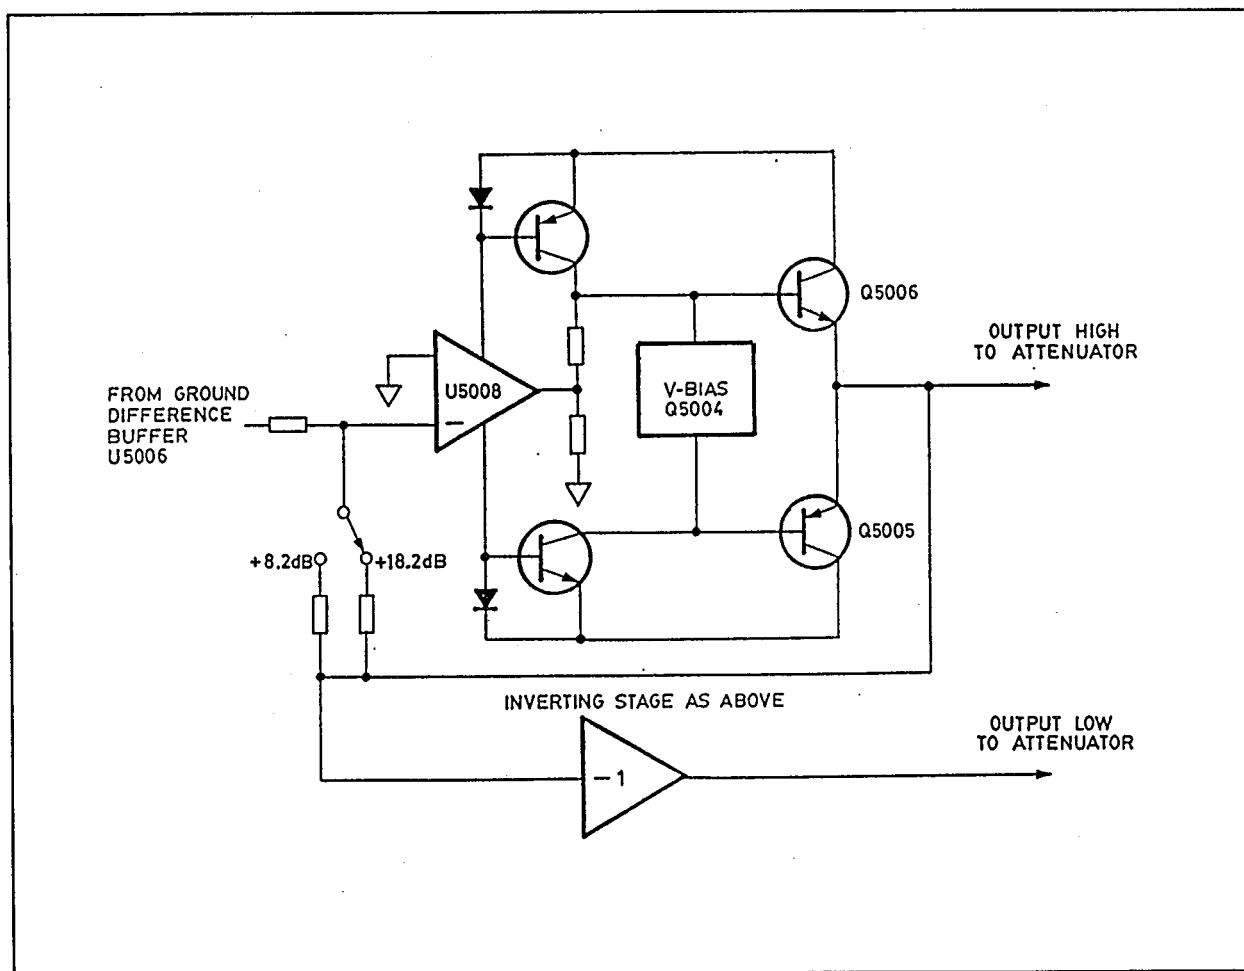 Q5006
OUTPUT HIGH
TO ATTENUATOR
FROM GROUND
DIFFERENCE
BUFFER
U5006
U5008
−
V-BIAS
Q5004
Q5005
+8.2dB
+18.2dB
INVERTING STAGE AS ABOVE
−1
OUTPUT LOW
TO ATTENUATOR